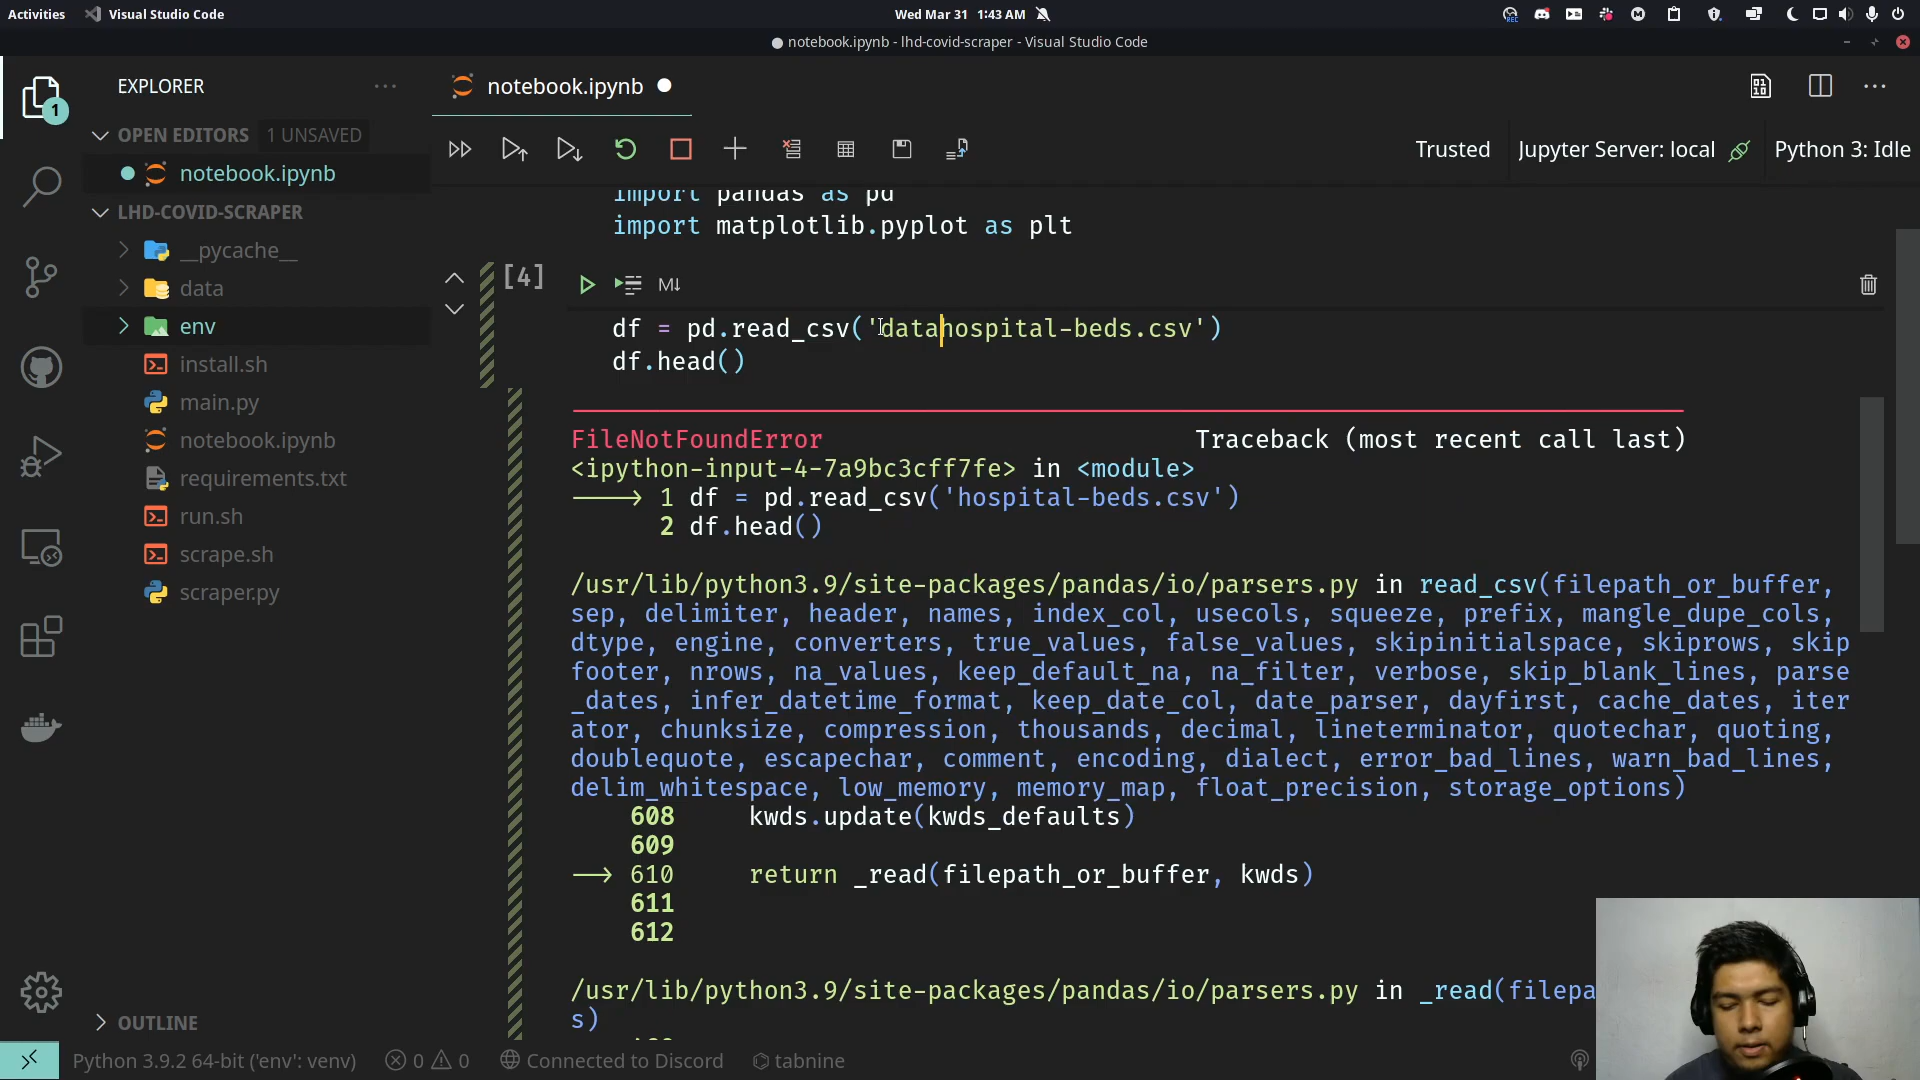 Activities Visual Studio Code Wed Mar 31 1:43 AM
REC
notebook.ipynb - lhd-covid-scraper - Visual Studio Code
1
EXPLORER
notebook.ipynb
OPEN EDITORS 1 UNSAVED
notebook.ipynb
LHD-COVID-SCRAPER
__pycache__
data
env
install.sh
main.py
notebook.ipynb
requirements.txt
run.sh
scrape.sh
scraper.py
OUTLINE
Trusted Jupyter Server: local Python 3: Idle
import pandas as pd
import matplotlib.pyplot as plt
[4]
M↓
df = pd.read_csv('datahospital-beds.csv')
df.head()
FileNotFoundError Traceback (most recent call last)
<ipython-input-4-7a9bc3cff7fe> in <module>
----> 1 df = pd.read_csv('hospital-beds.csv')
2 df.head()
/usr/lib/python3.9/site-packages/pandas/io/parsers.py in read_csv(filepath_or_buffer,
sep, delimiter, header, names, index_col, usecols, squeeze, prefix, mangle_dupe_cols,
dtype, engine, converters, true_values, false_values, skipinitialspace, skiprows, skip
footer, nrows, na_values, keep_default_na, na_filter, verbose, skip_blank_lines, parse
_dates, infer_datetime_format, keep_date_col, date_parser, dayfirst, cache_dates, iter
ator, chunksize, compression, thousands, decimal, lineterminator, quotechar, quoting,
doublequote, escapechar, comment, encoding, dialect, error_bad_lines, warn_bad_lines,
delim_whitespace, low_memory, memory_map, float_precision, storage_options)
608 kwds.update(kwds_defaults)
609
--> 610 return _read(filepath_or_buffer, kwds)
611
612
/usr/lib/python3.9/site-packages/pandas/io/parsers.py in _read(filepa
s)
Python 3.9.2 64-bit ('env': venv) 0 0 Connected to Discord tabnine